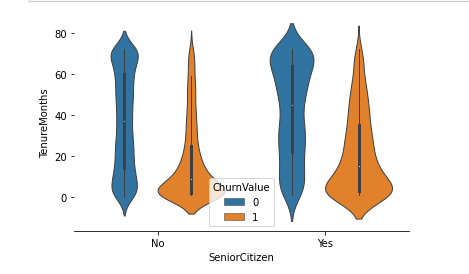 80
60
40
20
0
TenureMonths
ChurnValue
0
1
No
Yes
SeniorCitizen